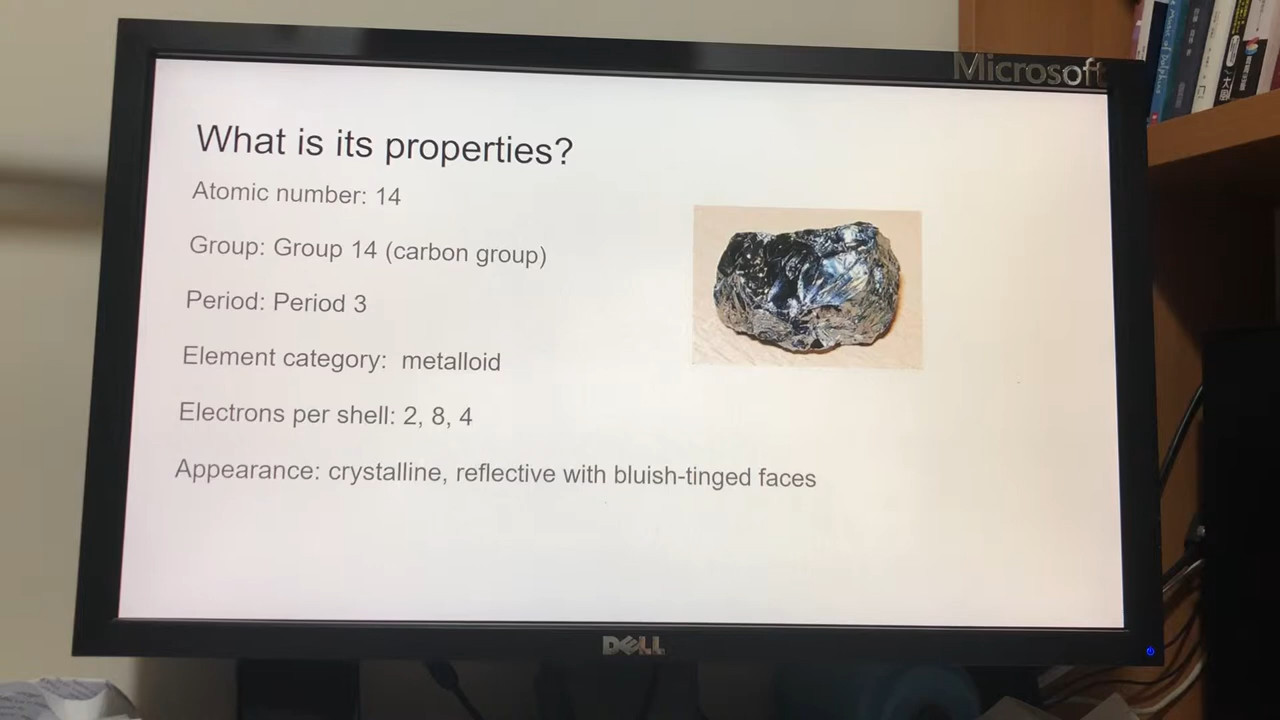 Microsoft
What is its properties?
Atomic number: 14
Group: Group 14 (carbon group)
Period: Period 3
Element category: metalloid
Electrons per shell: 2, 8, 4
Appearance: crystalline, reflective with bluish-tinged faces
DELL